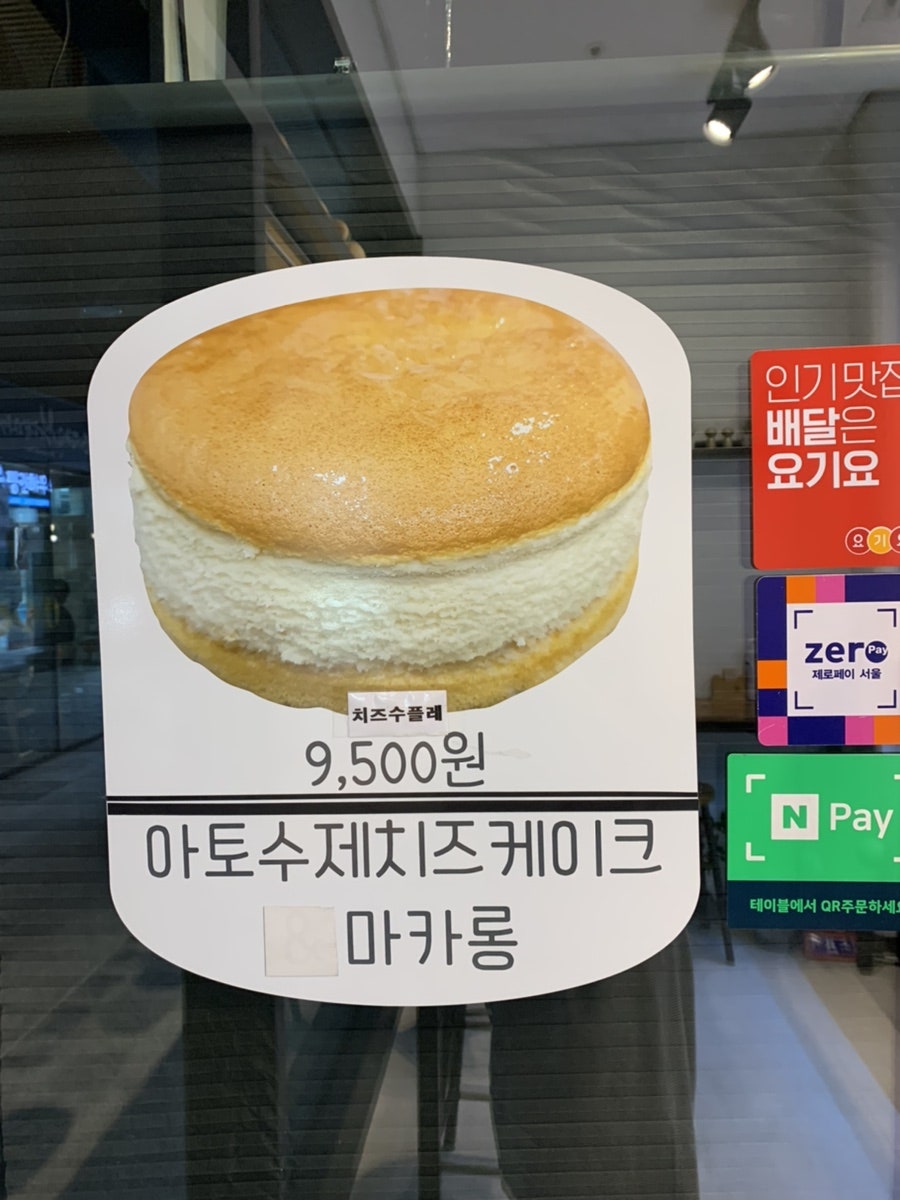 치즈수플레
9,500원
아토수제치즈케이크
&마카롱
인기맛집
배달은
요기요
요기
zero Pay
제로페이 서울
N Pay
테이블에서 QR주문하세요